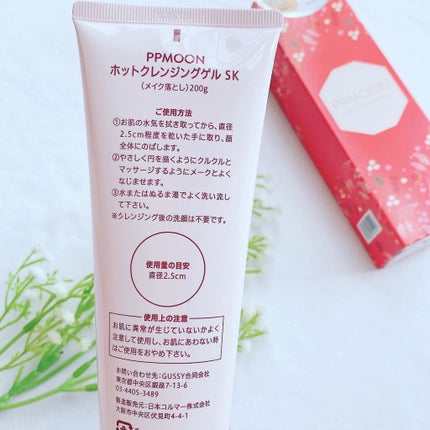 PPMOON
ホットクレンジングゲル SK
(メイク落とし)200g
ご使用方法
①お肌の水気を拭き取ってから、直径
2.5cm程度を乾いた手に取り、顔
全体にのばします。
②やさしく円を描くようにクルクルと
マッサージするようにメークとよく
なじませます。
③水またはぬるま湯でよく洗い流し
て下さい。
※クレンジング後の洗顔は不要です。
使用量の目安
直径2.5cm
使用上の注意
お肌に異常が生じていないかよく
注意して使用し、お肌にあわない時
はご使用をおやめ下さい。
お問い合わせ先：GUSSY合同会社
東京都中央区銀座7-13-6
03-4405-3489
製造販売元：日本コルマー株式会社
大阪市中央区伏見町4-4-1
PPMOON